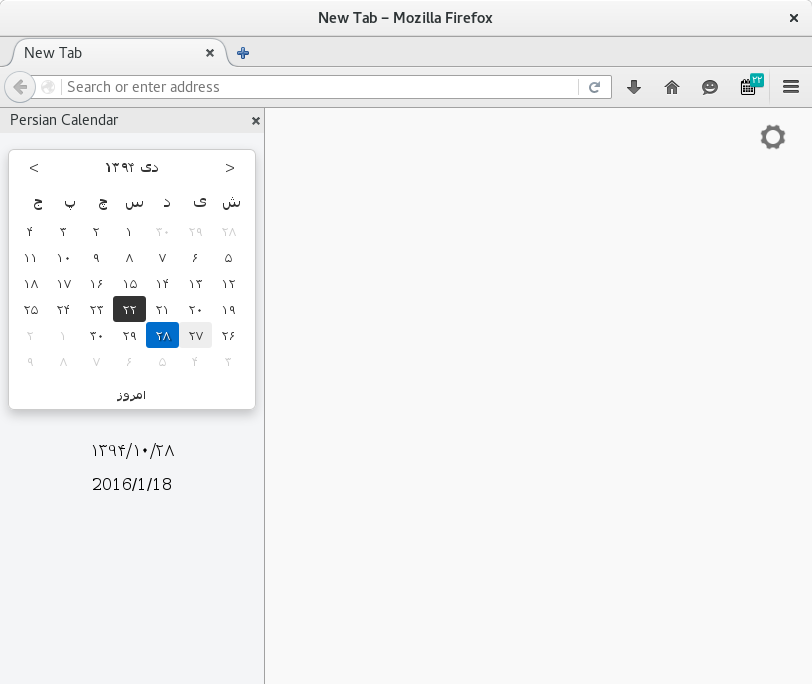 New Tab – Mozilla Firefox
New Tab
Search or enter address
۲۲
Persian Calendar
< دی ۱۳۹۴ >
ش ی د س چ پ ج
۲۸ ۲۹ ۳۰ ۱ ۲ ۳ ۴
۵ ۶ ۷ ۸ ۹ ۱۰ ۱۱
۱۲ ۱۳ ۱۴ ۱۵ ۱۶ ۱۷ ۱۸
۱۹ ۲۰ ۲۱ ۲۲ ۲۳ ۲۴ ۲۵
۲۶ ۲۷ ۲۸ ۲۹ ۳۰ ۱ ۲
۳ ۴ ۵ ۶ ۷ ۸ ۹
امروز
۱۳۹۴/۱۰/۲۸
2016/1/18